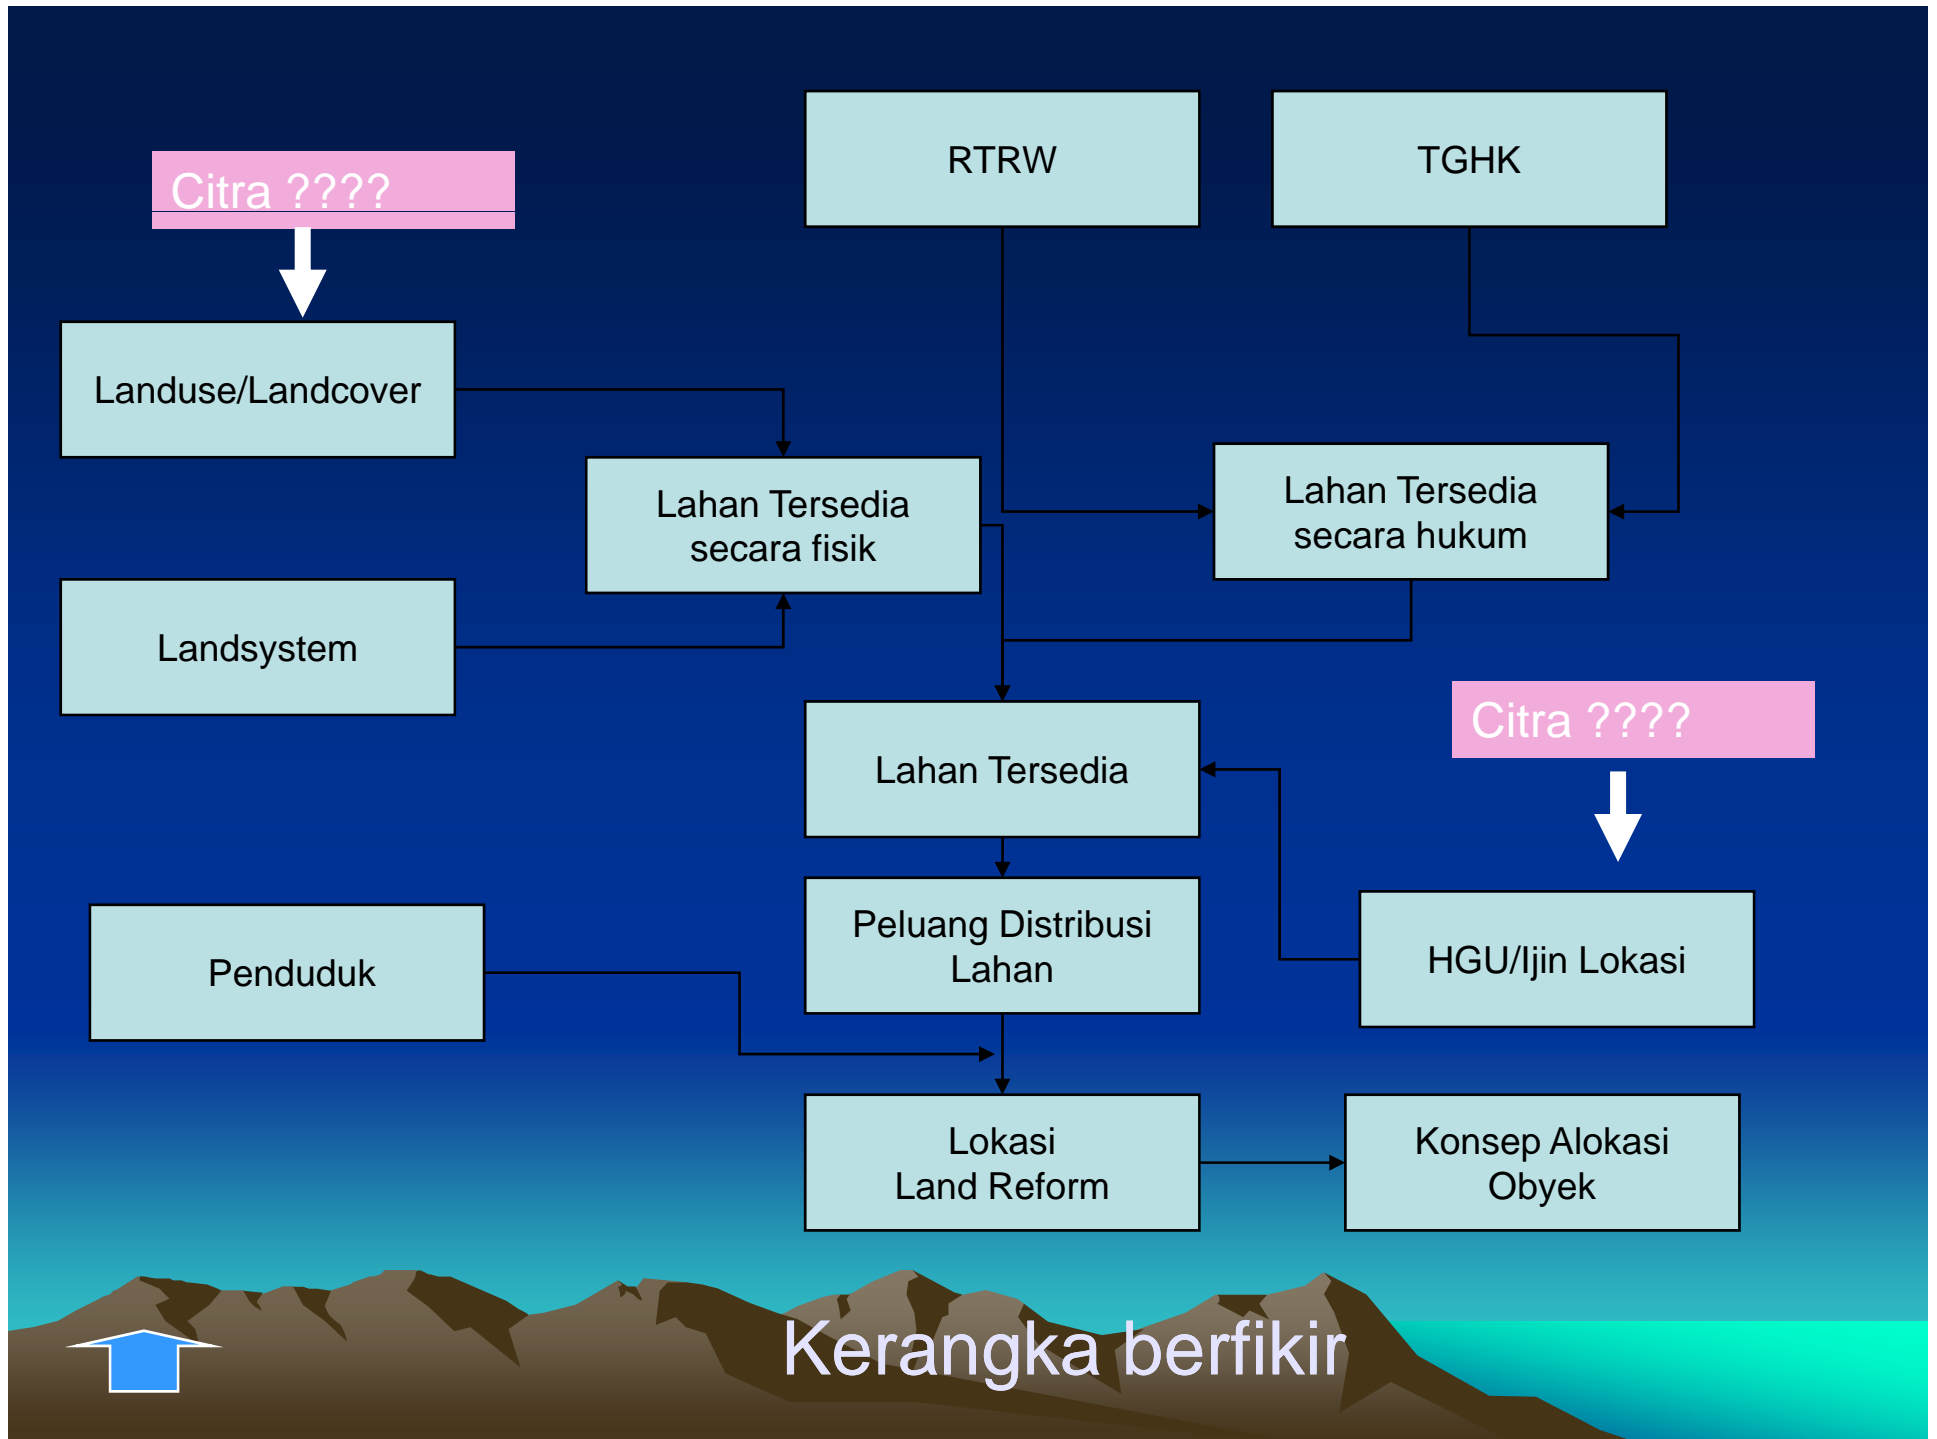 RTRW
TGHK
Citra ????
Landuse/Landcover
Lahan Tersedia
secara fisik
Lahan Tersedia
secara hukum
Landsystem
Citra ????
Lahan Tersedia
Peluang Distribusi
Lahan
Penduduk
HGU/Ijin Lokasi
Lokasi
Land Reform
Konsep Alokasi
Obyek
Kerangka berfikir